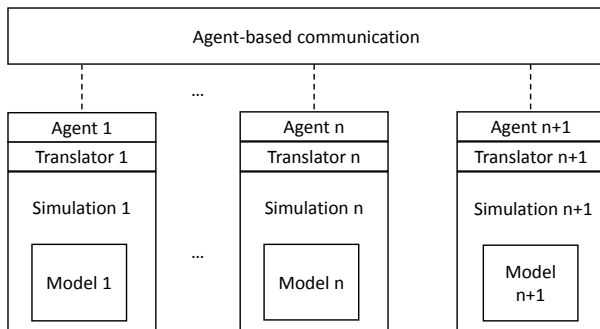 Agent-based communication
...
Agent 1
Agent n
Agent n+1
Translator 1
Translator n
Translator n+1
Simulation 1
Simulation n
Simulation n+1
...
Model 1
Model n
Model
n+1